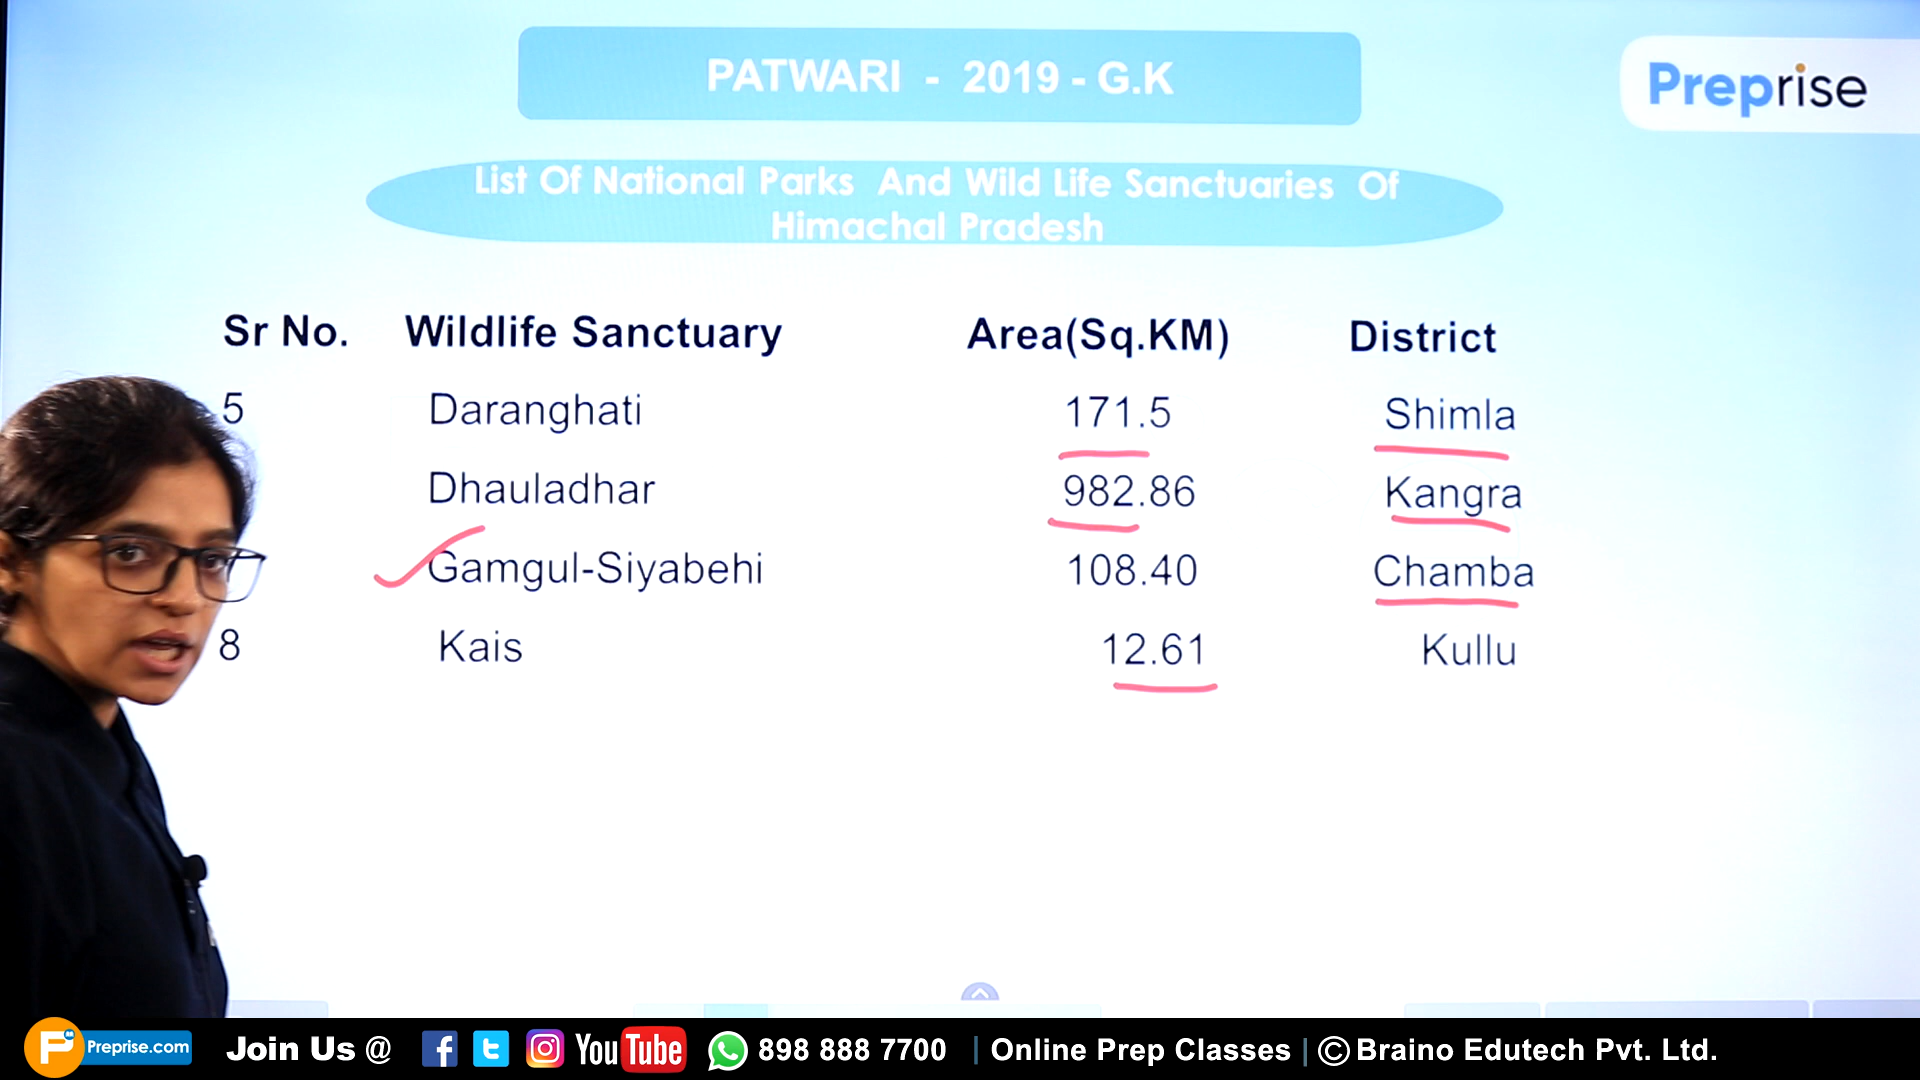 PATWARI - 2019 - G.K
Preprise
List Of National Parks And Wild Life Sanctuaries Of
Himachal Pradesh
Sr No. Wildlife Sanctuary Area(Sq.KM) District
5 Daranghati 171.5 Shimla
Dhauladhar 982.86 Kangra
Gamgul-Siyabehi 108.40 Chamba
8 Kais 12.61 Kullu
P Preprise.com Join Us @ f YouTube 898 888 7700 | Online Prep Classes | © Braino Edutech Pvt. Ltd.